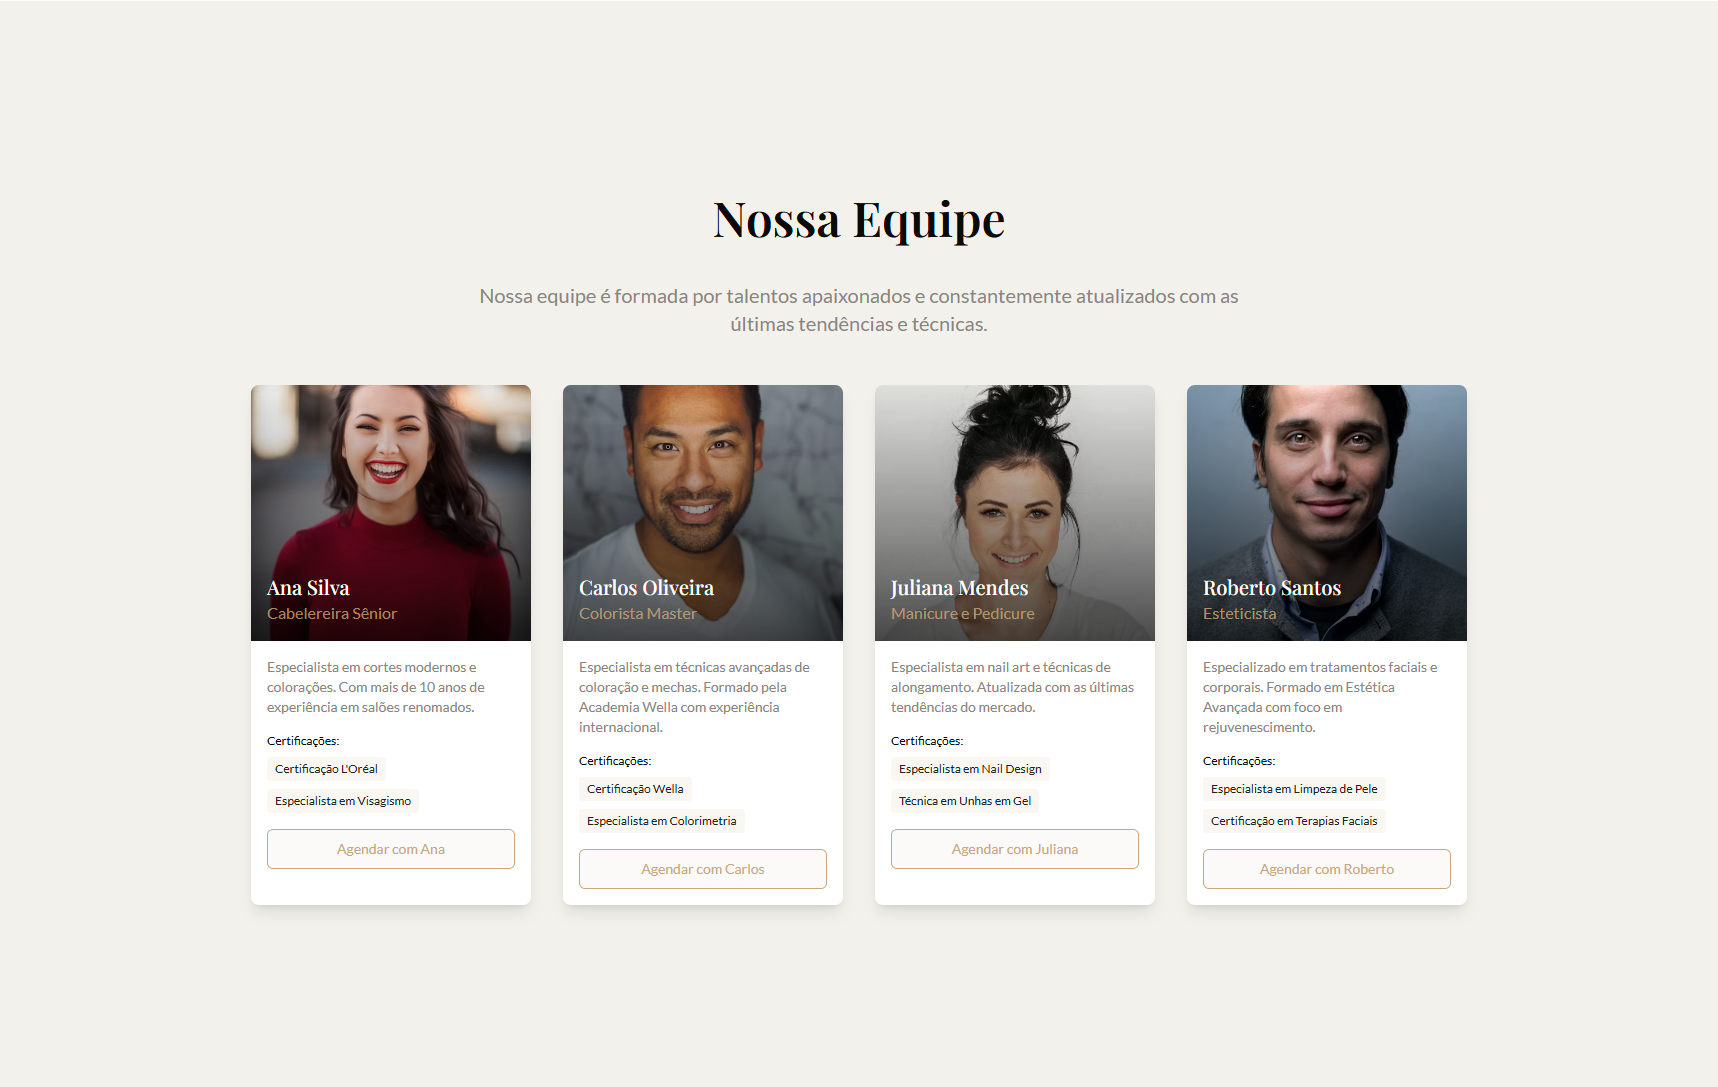 Nossa Equipe
Nossa equipe é formada por talentos apaixonados e constantemente atualizados com as
últimas tendências e técnicas.
Ana Silva
Cabelereira Sênior
Especialista em cortes modernos e
colorações. Com mais de 10 anos de
experiência em salões renomados.
Certificações:
Certificação L'Oréal
Especialista em Visagismo
Agendar com Ana
Carlos Oliveira
Colorista Master
Especialista em técnicas avançadas de
coloração e mechas. Formado pela
Academia Wella com experiência
internacional.
Certificações:
Certificação Wella
Especialista em Colorimetria
Agendar com Carlos
Juliana Mendes
Manicure e Pedicure
Especialista em nail art e técnicas de
alongamento. Atualizada com as últimas
tendências do mercado.
Certificações:
Especialista em Nail Design
Técnica em Unhas em Gel
Agendar com Juliana
Roberto Santos
Esteticista
Especializado em tratamentos faciais e
corporais. Formado em Estética
Avançada com foco em
rejuvenescimento.
Certificações:
Especialista em Limpeza de Pele
Certificação em Terapias Faciais
Agendar com Roberto